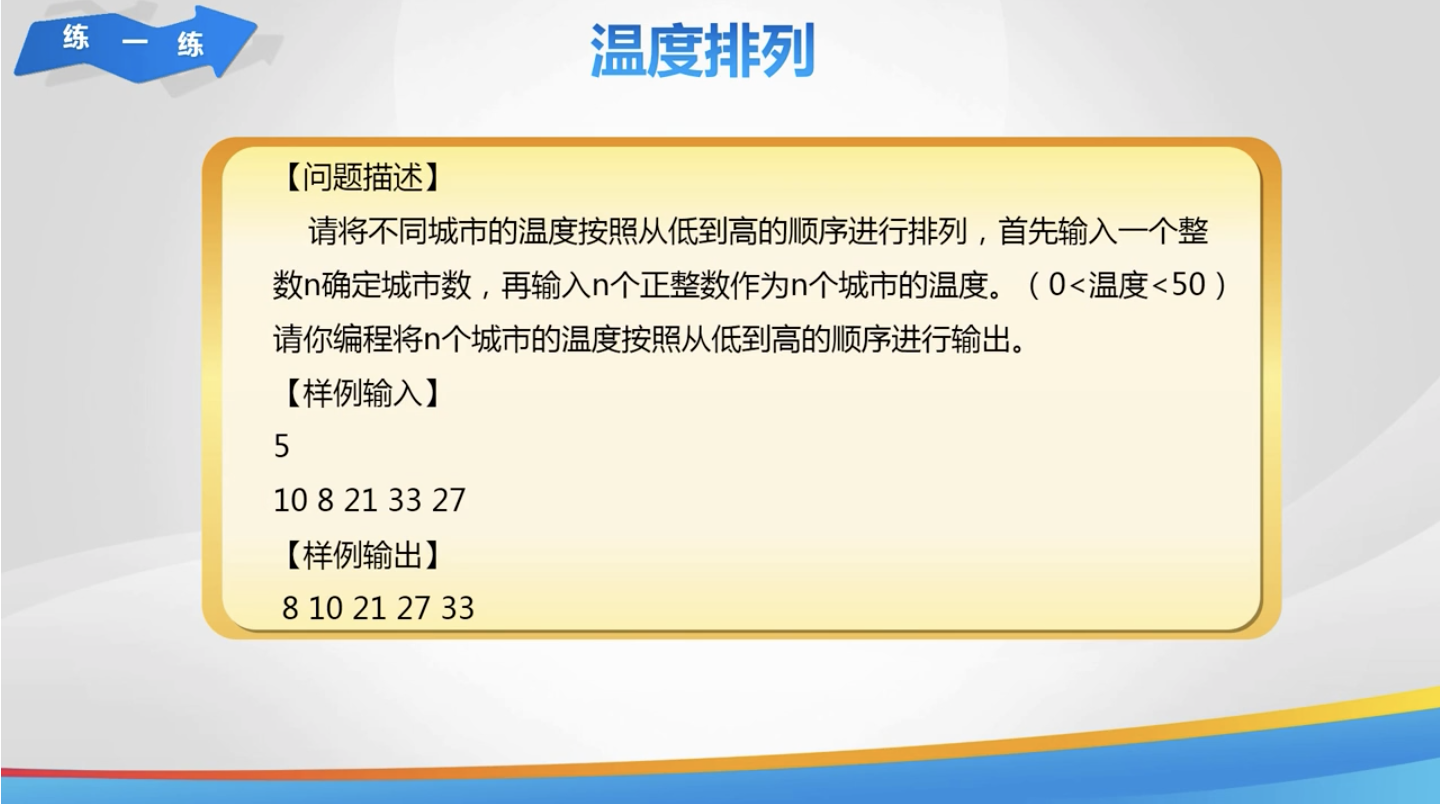 练一练
温度排列
【问题描述】
请将不同城市的温度按照从低到高的顺序进行排列，首先输入一个整
数n确定城市数，再输入n个正整数作为n个城市的温度。（0<温度<50）
请你编程将n个城市的温度按照从低到高的顺序进行输出。
【样例输入】
5
10 8 21 33 27
【样例输出】
8 10 21 27 33